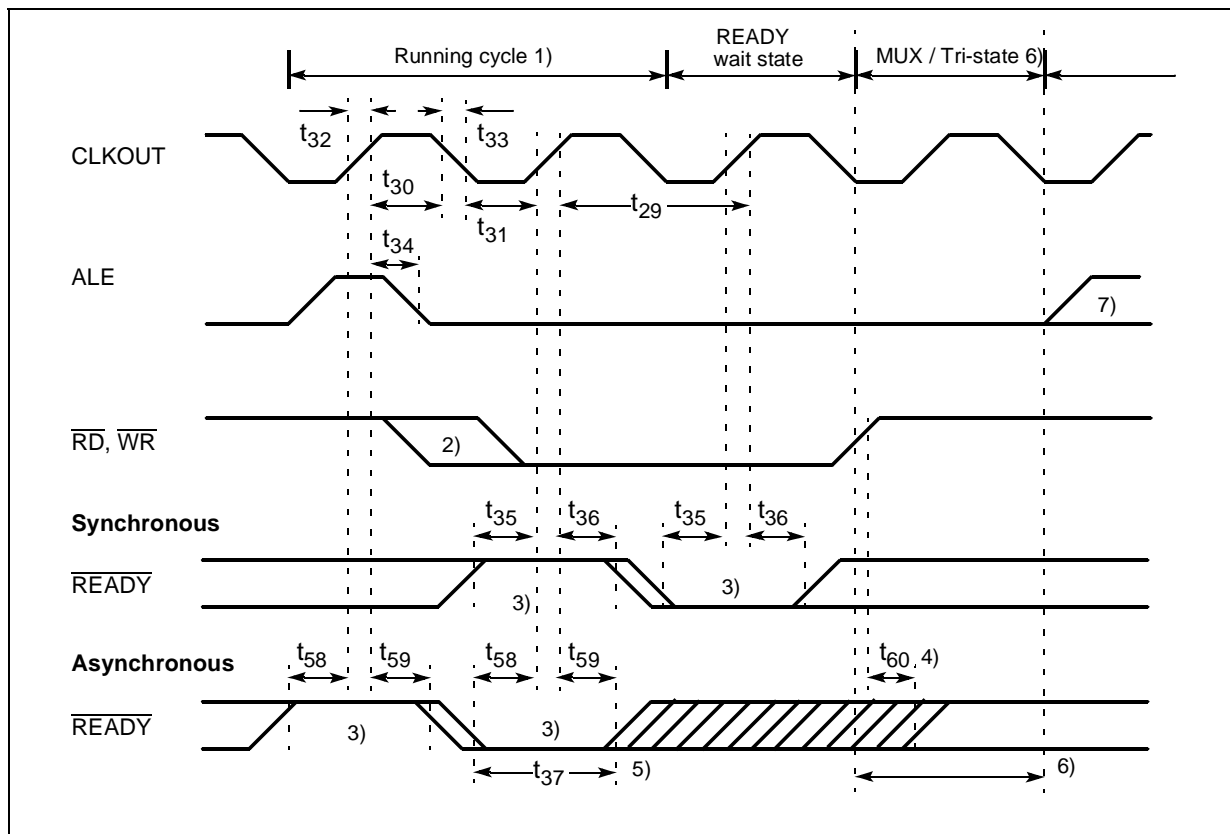 Running cycle 1)
READY
wait state
MUX / Tri-state 6)
CLKOUT
t32
t33
t30
t31
t29
ALE
t34
7)
RD, WR
2)
Synchronous
t35
t36
t35
t36
READY
3)
3)
Asynchronous
t58
t59
t58
t59
t60
4)
READY
3)
3)
t37
5)
6)